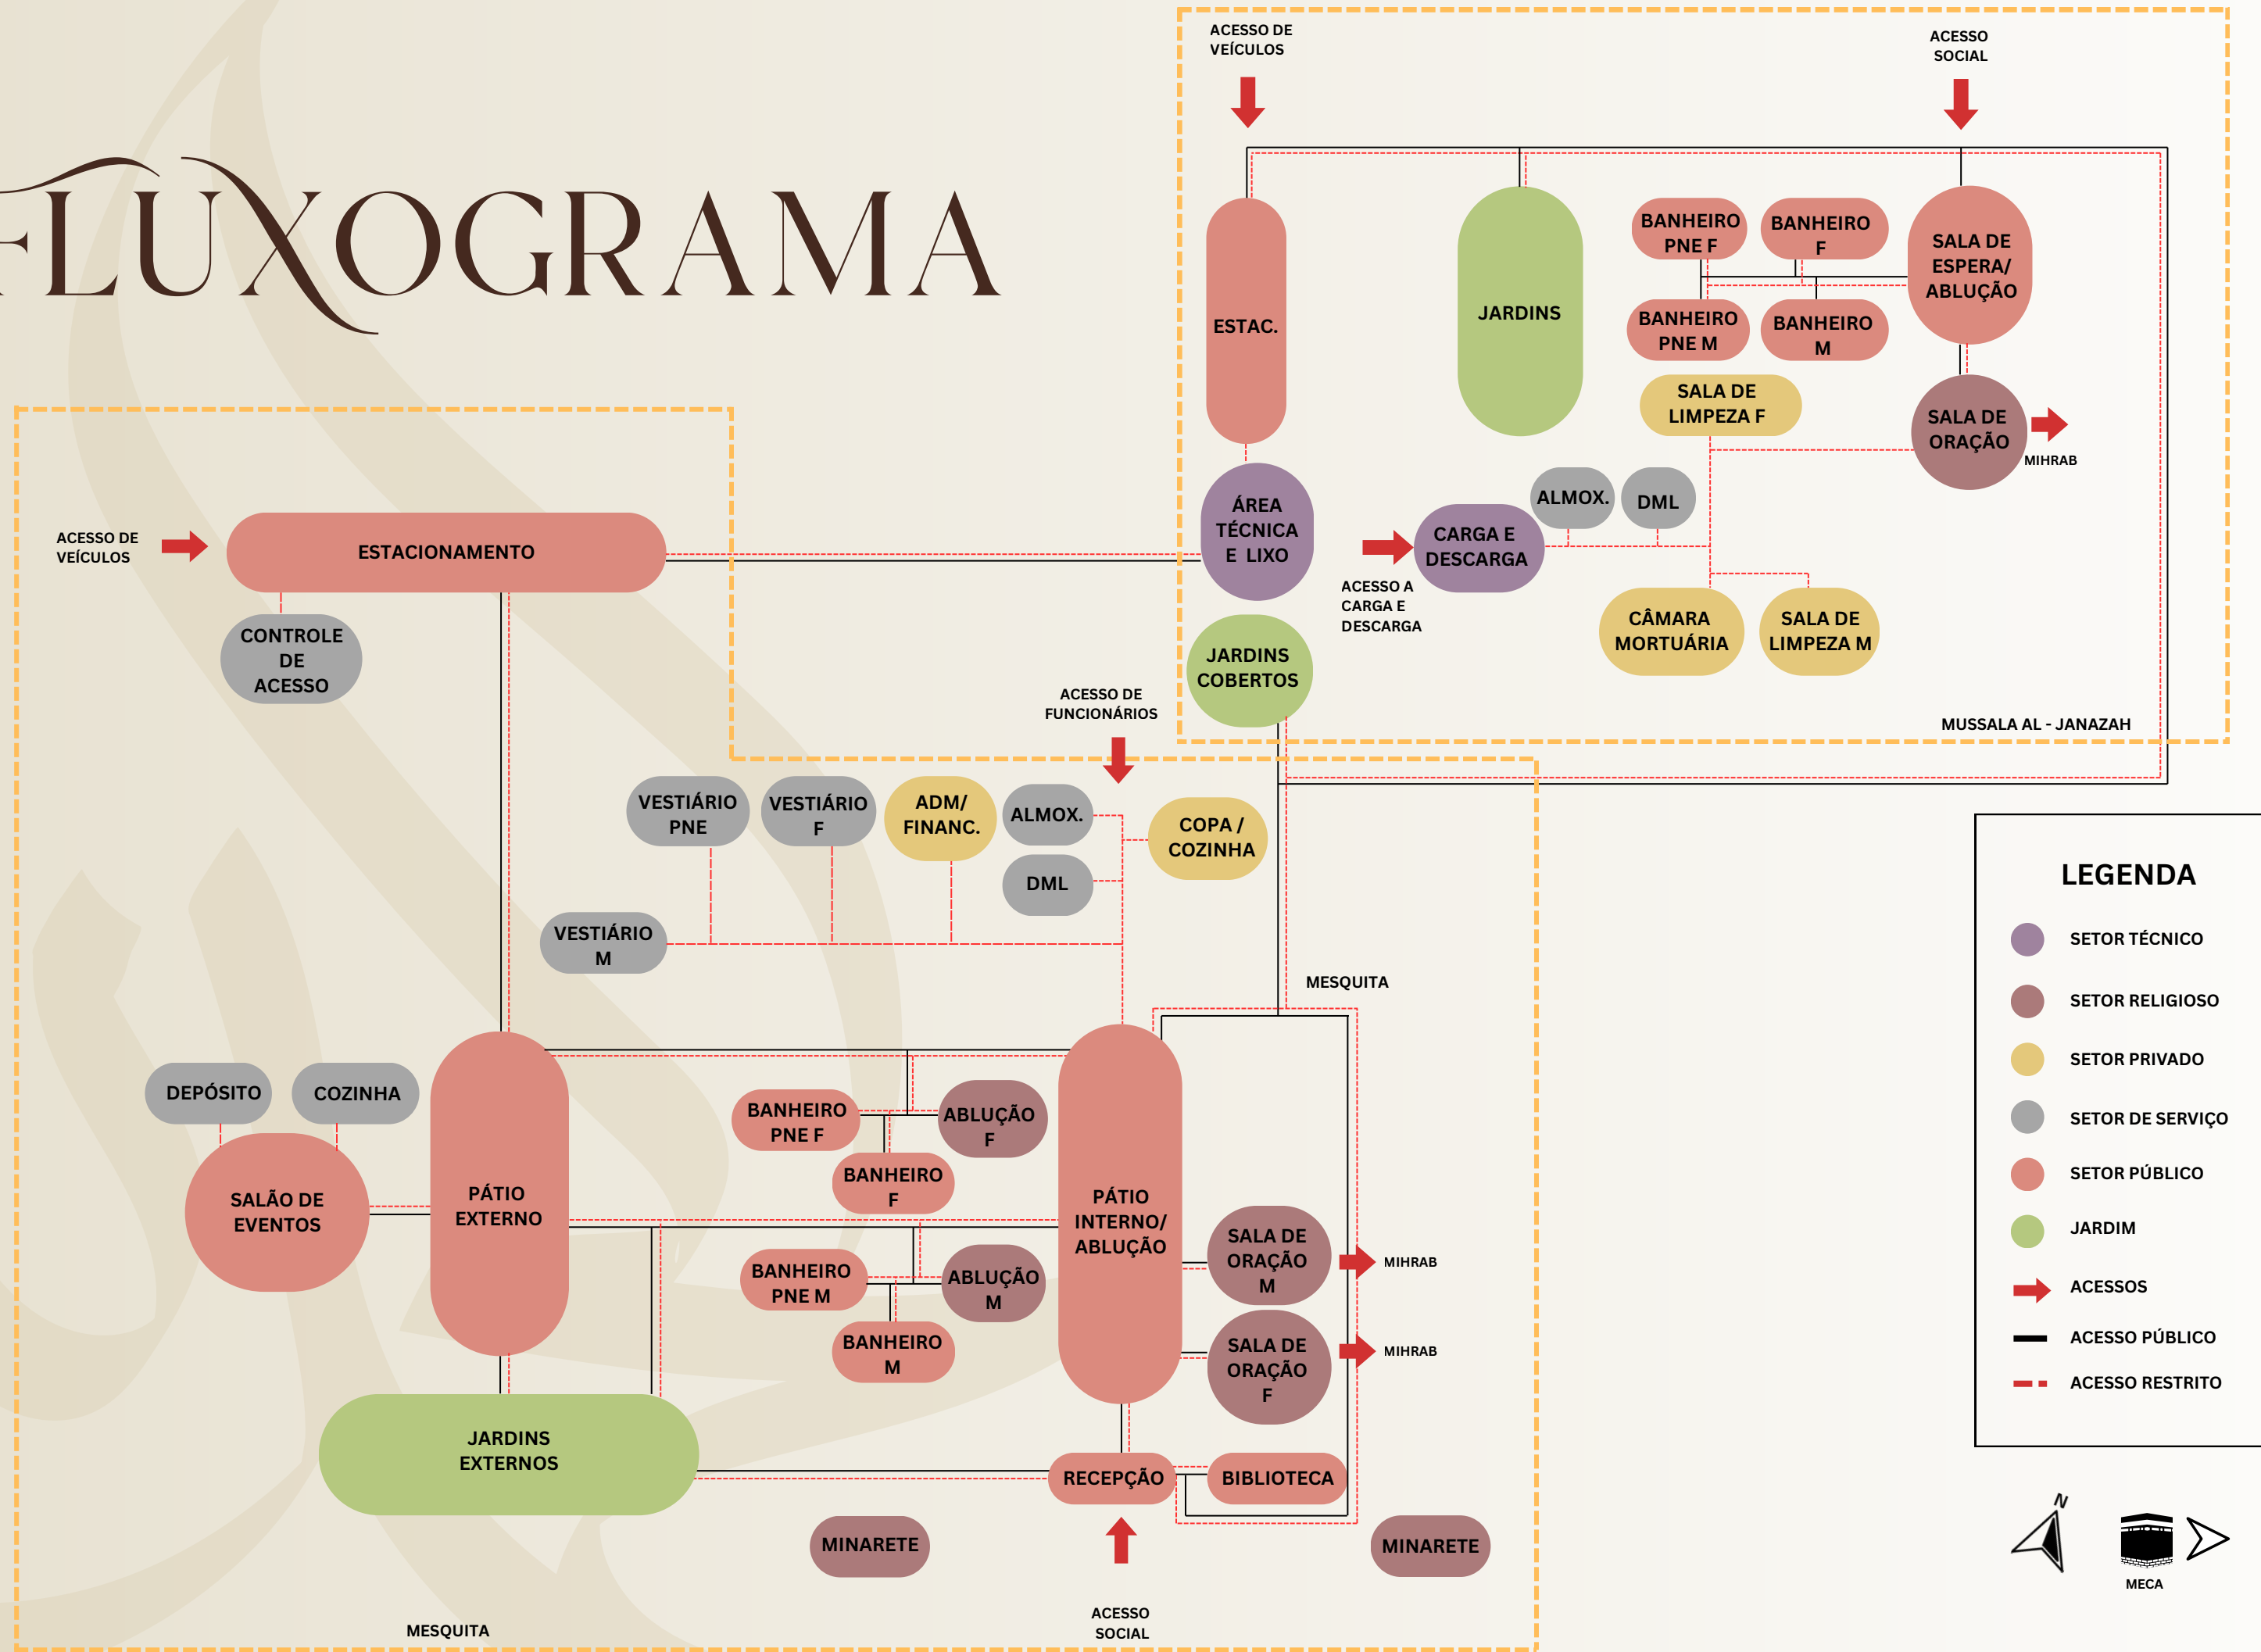 FLUXOGRAMA
ACESSO DE
VEÍCULOS
ACESSO
SOCIAL
ESTAC.
JARDINS
BANHEIRO
PNE F
BANHEIRO
F
BANHEIRO
PNE M
BANHEIRO
M
SALA DE
ESPERA/
ABLUÇÃO
SALA DE
LIMPEZA F
SALA DE
ORAÇÃO
MIHRAB
ÁREA
TÉCNICA
E LIXO
ACESSO A
CARGA E
DESCARGA
CARGA E
DESCARGA
ALMOX.
DML
CÂMARA
MORTUÁRIA
SALA DE
LIMPEZA M
JARDINS
COBERTOS
MUSSALA AL - JANAZAH
ACESSO DE
VEÍCULOS
ESTACIONAMENTO
CONTROLE
DE
ACESSO
ACESSO DE
FUNCIONÁRIOS
VESTIÁRIO
PNE
VESTIÁRIO
F
ADM/
FINANC.
ALMOX.
DML
COPA /
COZINHA
VESTIÁRIO
M
MESQUITA
DEPÓSITO
COZINHA
SALÃO DE
EVENTOS
PÁTIO
EXTERNO
BANHEIRO
PNE F
ABLUÇÃO
F
BANHEIRO
F
BANHEIRO
PNE M
ABLUÇÃO
M
BANHEIRO
M
PÁTIO
INTERNO/
ABLUÇÃO
SALA DE
ORAÇÃO
M
MIHRAB
SALA DE
ORAÇÃO
F
MIHRAB
JARDINS
EXTERNOS
RECEPÇÃO
BIBLIOTECA
MINARETE
MINARETE
ACESSO
SOCIAL
MESQUITA
LEGENDA
SETOR TÉCNICO
SETOR RELIGIOSO
SETOR PRIVADO
SETOR DE SERVIÇO
SETOR PÚBLICO
JARDIM
ACESSOS
ACESSO PÚBLICO
ACESSO RESTRITO
N
MECA